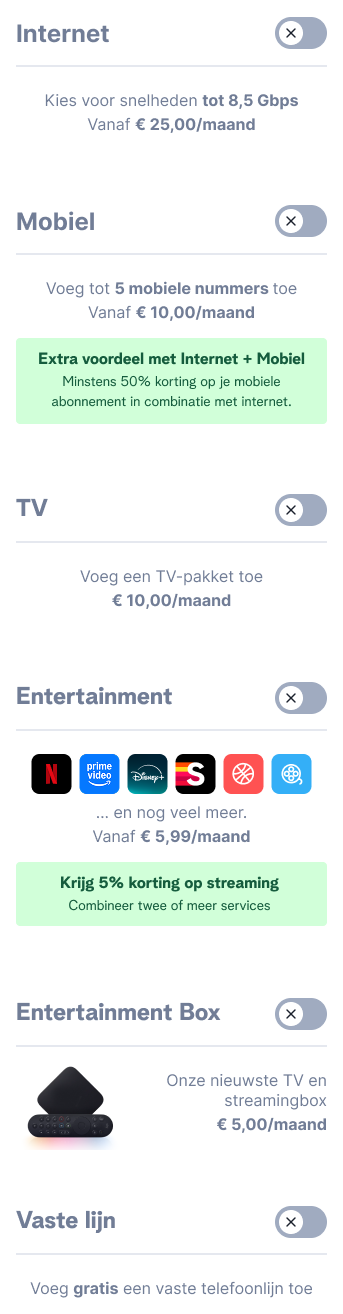 Internet
Kies voor snelheden tot 8,5 Gbps
Vanaf € 25,00/maand
Mobiel
Voeg tot 5 mobiele nummers toe
Vanaf € 10,00/maand
Extra voordeel met Internet + Mobiel
Minstens 50% korting op je mobiele
abonnement in combinatie met internet.
TV
Voeg een TV-pakket toe
€ 10,00/maand
Entertainment
N
prime
video
Disney+
S
... en nog veel meer.
Vanaf € 5,99/maand
Krijg 5% korting op streaming
Combineer twee of meer services
Entertainment Box
Onze nieuwste TV en
streamingbox
€ 5,00/maand
Vaste lijn
Voeg gratis een vaste telefoonlijn toe